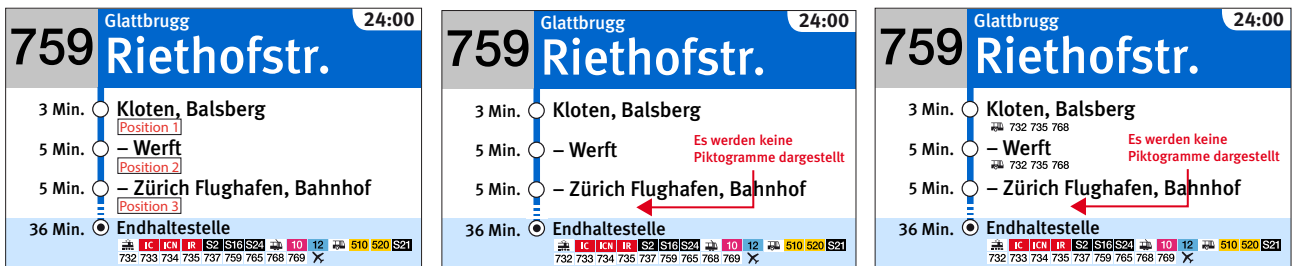 759
Glattbrugg
24:00
Riethofstr.
3 Min.
Kloten, Balsberg
Position 1
5 Min.
– Werft
Position 2
5 Min.
– Zürich Flughafen, Bahnhof
Position 3
36 Min.
Endhaltestelle
IC ICN IR S2 S16 S24 10 12 510 520 S21
732 733 734 735 737 759 765 768 769
759
Glattbrugg
24:00
Riethofstr.
3 Min.
Kloten, Balsberg
5 Min.
– Werft
Es werden keine
Piktogramme dargestellt
5 Min.
– Zürich Flughafen, Bahnhof
36 Min.
Endhaltestelle
IC ICN IR S2 S16 S24 10 12 510 520 S21
732 733 734 735 737 759 765 768 769
759
Glattbrugg
24:00
Riethofstr.
3 Min.
Kloten, Balsberg
732 735 768
5 Min.
– Werft
732 735 768
Es werden keine
Piktogramme dargestellt
5 Min.
– Zürich Flughafen, Bahnhof
36 Min.
Endhaltestelle
IC ICN IR S2 S16 S24 10 12 510 520 S21
732 733 734 735 737 759 765 768 769